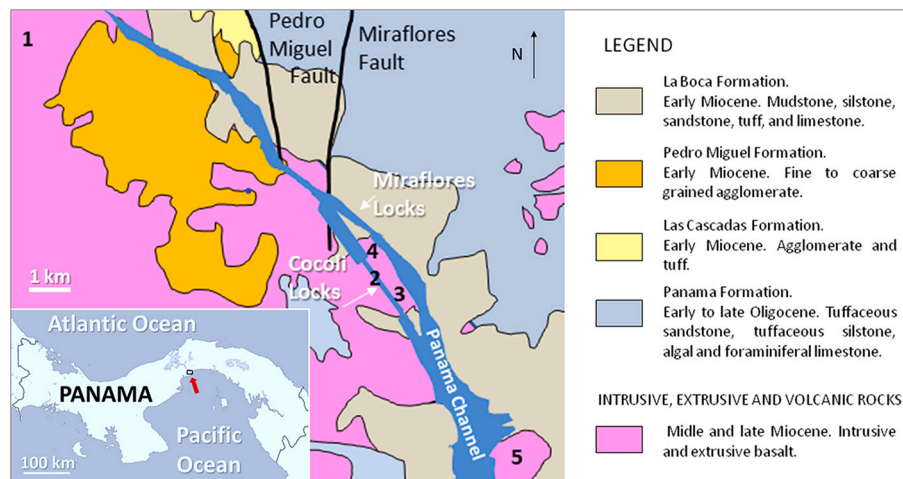 1
Pedro
Miguel
Fault
Miraflores
Fault
N
Miraflores
Locks
1 km
Cocolí
Locks
4
2
3
Panama Channel
5
Atlantic Ocean
PANAMA
Pacific
Ocean
100 km
LEGEND
La Boca Formation.
Early Miocene. Mudstone, silstone,
sandstone, tuff, and limestone.
Pedro Miguel Formation.
Early Miocene. Fine to coarse
grained agglomerate.
Las Cascadas Formation.
Early Miocene. Agglomerate and
tuff.
Panama Formation.
Early to late Oligocene. Tuffaceous
sandstone, tuffaceous silstone,
algal and foraminiferal limestone.
INTRUSIVE, EXTRUSIVE AND VOLCANIC ROCKS
Midle and late Miocene. Intrusive
and extrusive basalt.